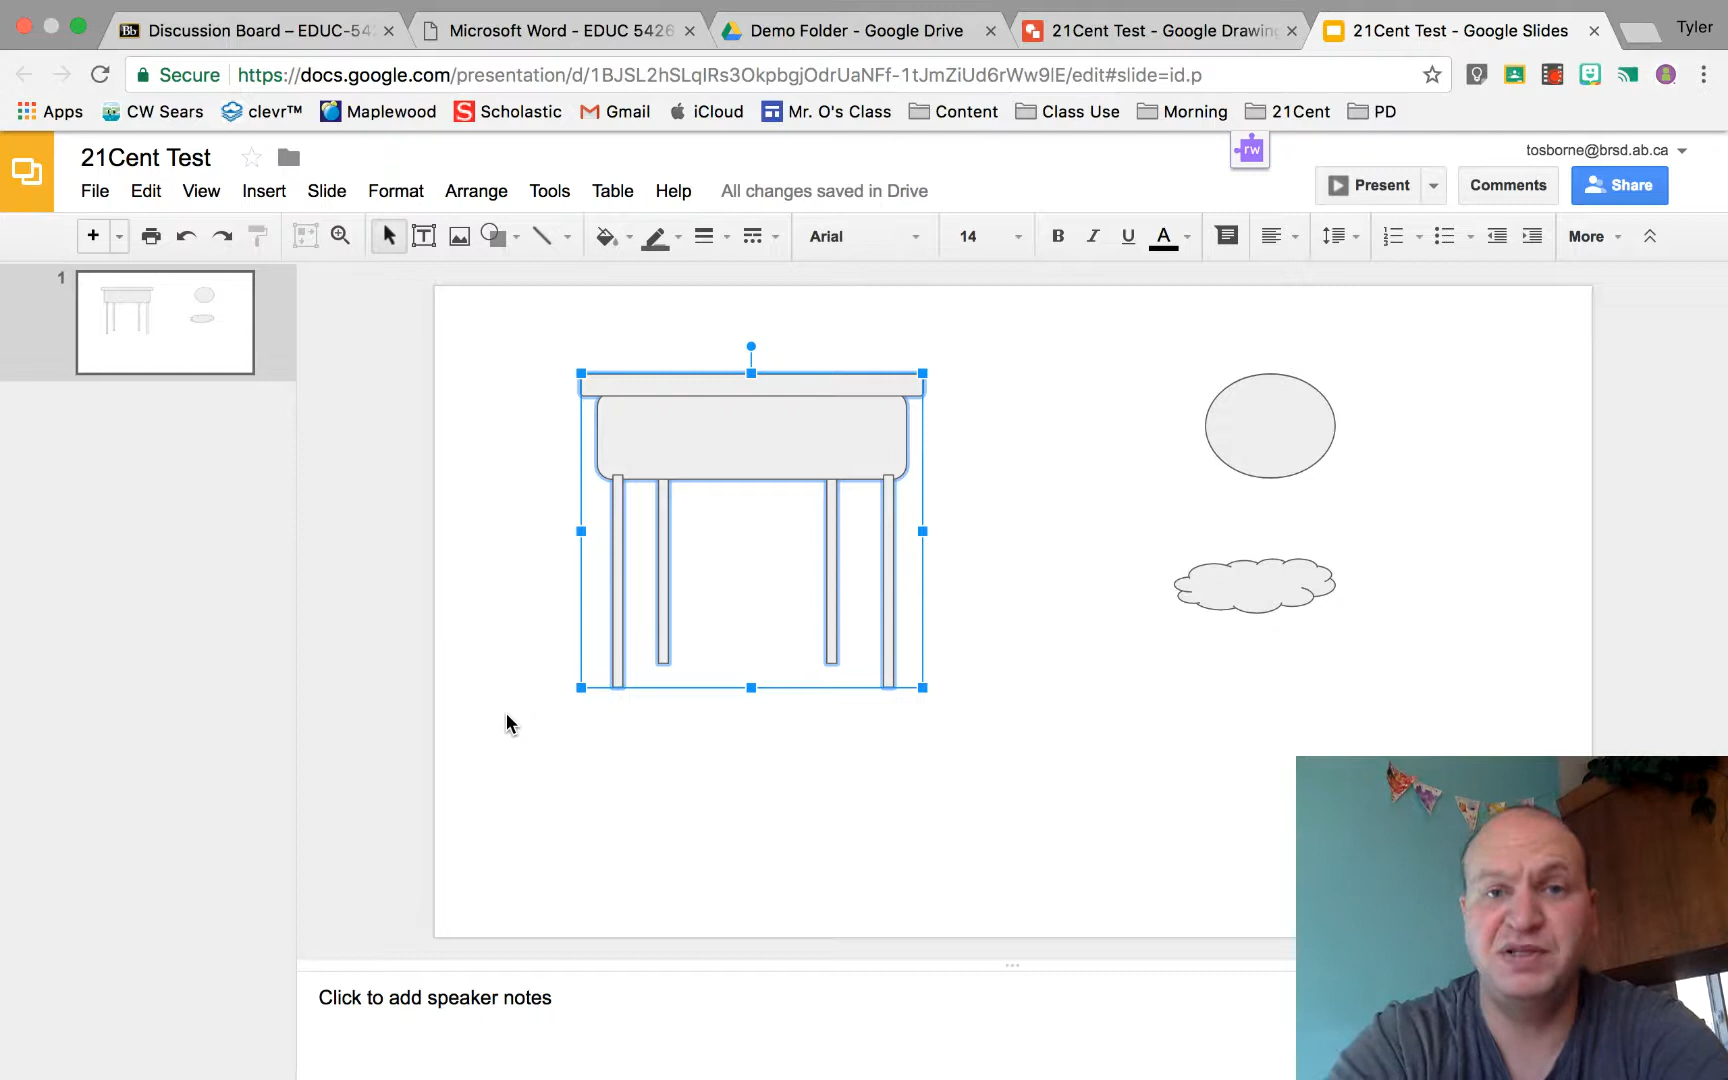 Discussion Board – EDUC-542
Microsoft Word - EDUC 5426
Demo Folder - Google Drive
21Cent Test - Google Drawing
21Cent Test - Google Slides
Tyler
Secure
https://docs.google.com/presentation/d/1BJSL2hSLqIRs3OkpbgjOdrUaNFf-1tJmZiUd6rWw9lE/edit#slide=id.p
Apps
CW Sears
clevr™
Maplewood
Scholastic
Gmail
iCloud
Mr. O's Class
Content
Class Use
Morning
21Cent
PD
rw
21Cent Test
tosborne@brsd.ab.ca
File Edit View Insert Slide Format Arrange Tools Table Help
All changes saved in Drive
Present
Comments
Share
Arial
14
B I U A
More
1
Click to add speaker notes